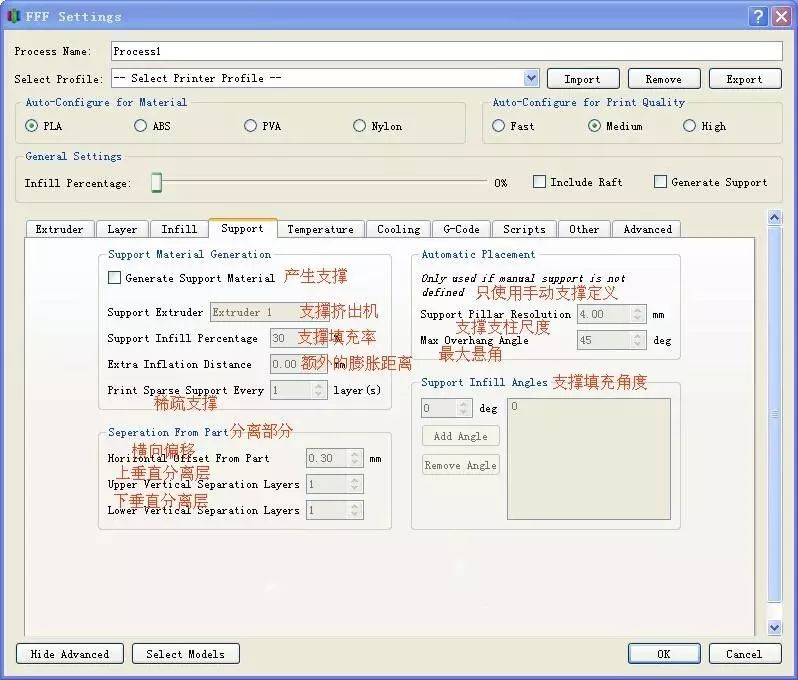 FFF Settings
Process Name: Process1
Select Profile: -- Select Printer Profile -- Import Remove Export
Auto-Configure for Material
PLA ABS PVA Nylon
Auto-Configure for Print Quality
Fast Medium High
General Settings
Infill Percentage: 0% Include Raft Generate Support
Extruder Layer Infill Support Temperature Cooling G-Code Scripts Other Advanced
Support Material Generation
Generate Support Material 产生支撑
Support Extruder Extruder 1 支撑挤出机
Support Infill Percentage 30 支撑填充率
Extra Inflation Distance 0.00 mm 额外的膨胀距离
Print Sparse Support Every 1 layer(s)
稀疏支撑
Seperation From Part 分离部分
横向偏移
Horizontal Offset From Part 0.30 mm
上垂直分离层
Upper Vertical Separation Layers 1
下垂直分离层
Lower Vertical Separation Layers 1
Automatic Placement
Only used if manual support is not
defined 只使用手动支撑定义
Support Pillar Resolution 4.00 mm
支撑支柱尺度
Max Overhang Angle 45 deg
最大悬角
Support Infill Angles 支撑填充角度
0 deg 0
Add Angle
Remove Angle
Hide Advanced Select Models OK Cancel